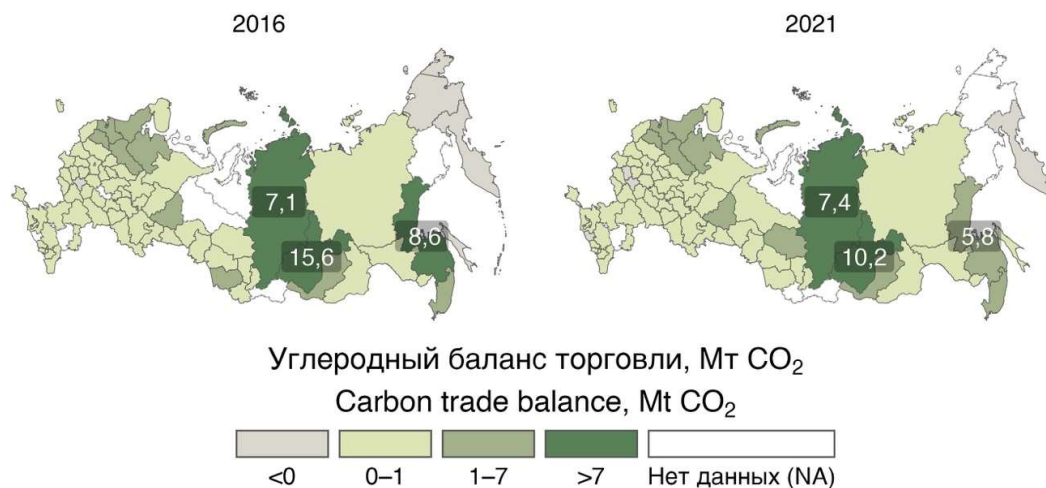 2016 2021
7,1 7,4
8,6 5,8
15,6 10,2
Углеродный баланс торговли, Мт CO₂
Carbon trade balance, Mt CO₂
<0 0–1 1–7 >7 Нет данных (NA)